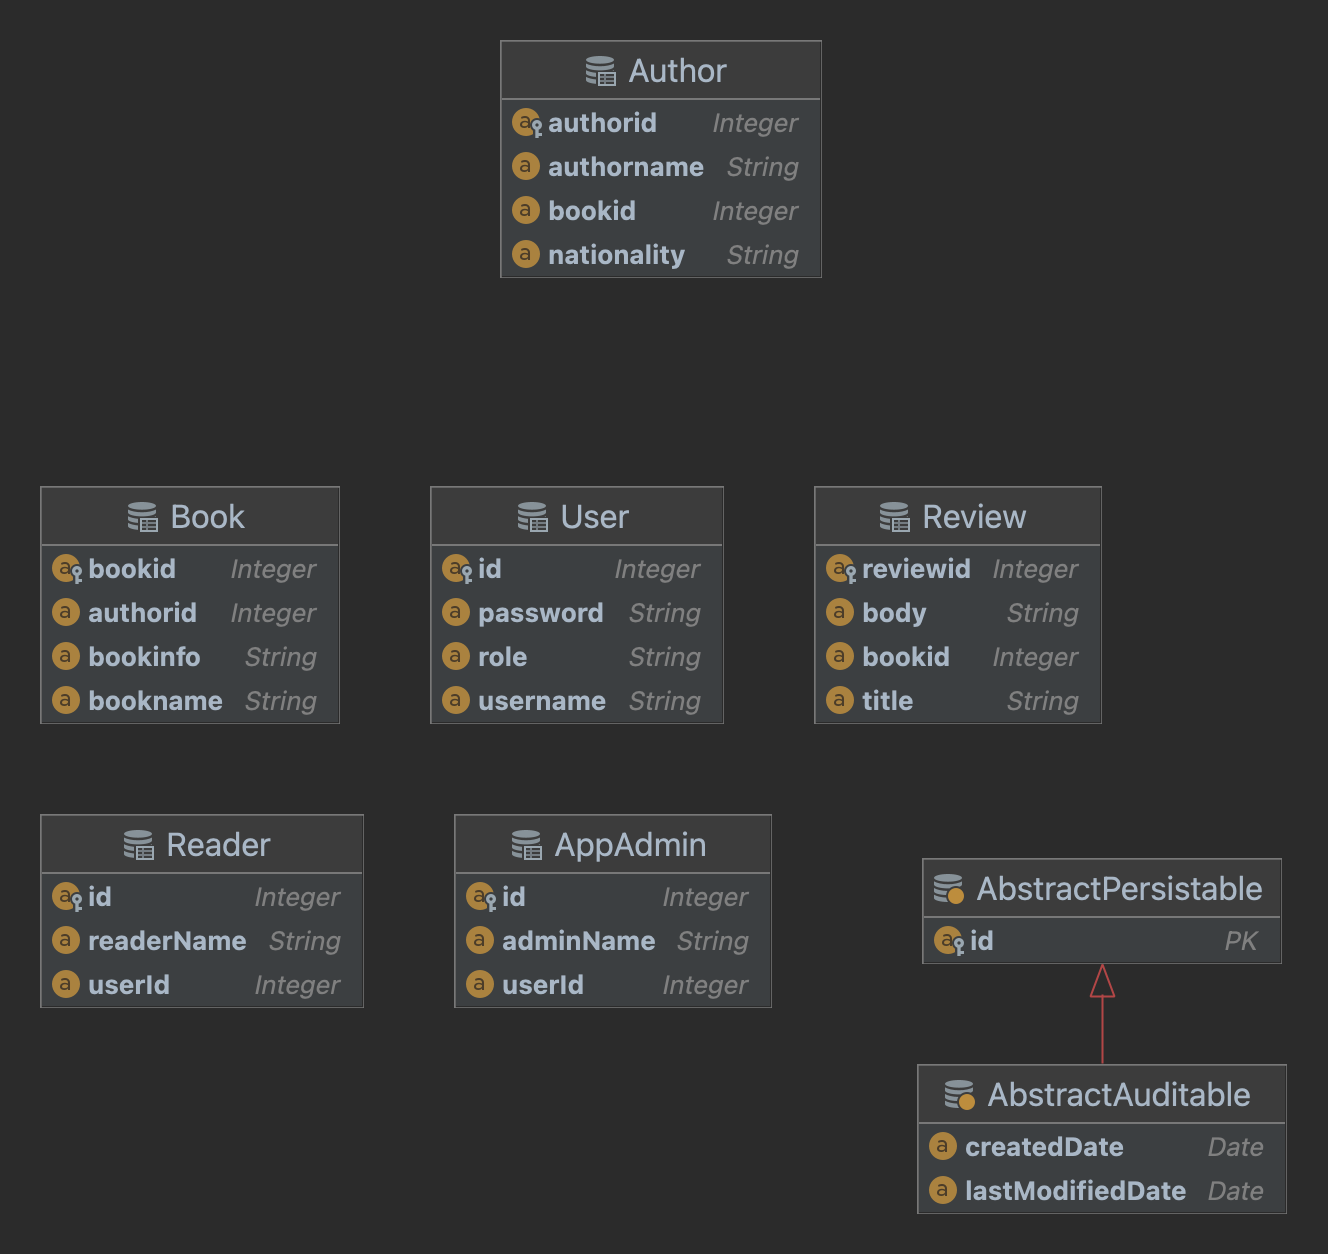 Author
authorid Integer
authorname String
bookid Integer
nationality String
Book
bookid Integer
authorid Integer
bookinfo String
bookname String
User
id Integer
password String
role String
username String
Review
reviewid Integer
body String
bookid Integer
title String
Reader
id Integer
readerName String
userId Integer
AppAdmin
id Integer
adminName String
userId Integer
AbstractPersistable
id PK
AbstractAuditable
createdDate Date
lastModifiedDate Date